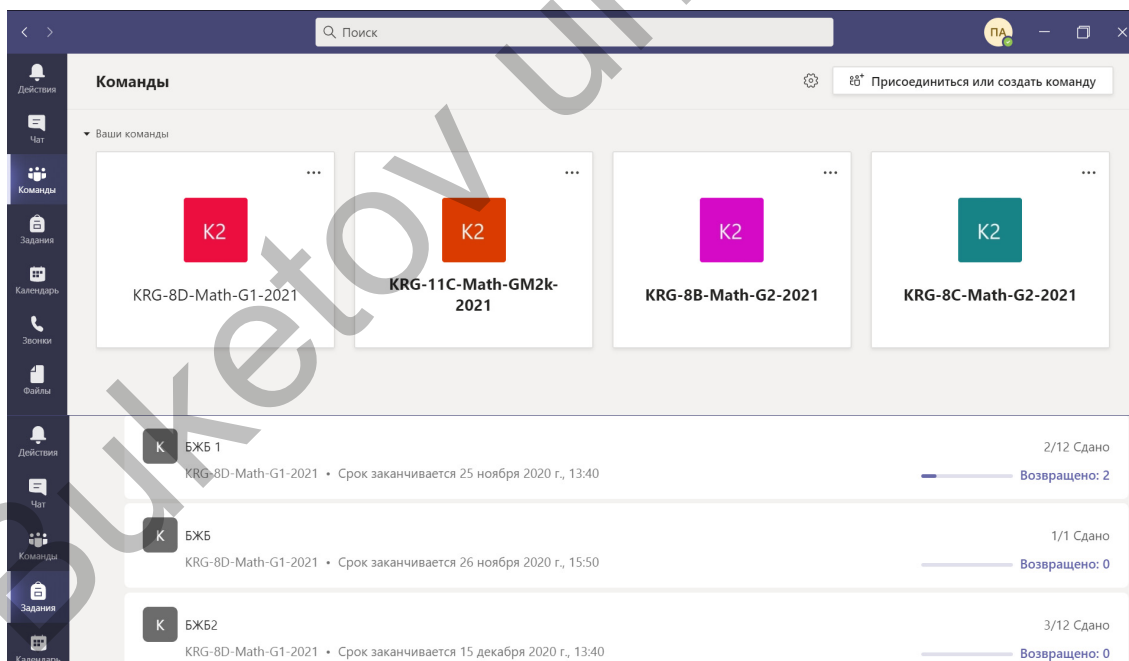 Поиск
ПА
Действия
Чат
Команды
Задания
Календарь
Звонки
Файлы
Команды
Присоединиться или создать команду
Ваши команды
K2
KRG-8D-Math-G1-2021
K2
KRG-11C-Math-GM2k-
2021
K2
KRG-8B-Math-G2-2021
K2
KRG-8C-Math-G2-2021
Действия
Чат
Команды
Задания
Календарь
К БЖБ 1 2/12 Сдано
KRG-8D-Math-G1-2021 • Срок заканчивается 25 ноября 2020 г., 13:40 Возвращено: 2
К БЖБ 1/1 Сдано
KRG-8D-Math-G1-2021 • Срок заканчивается 26 ноября 2020 г., 15:50 Возвращено: 0
К БЖБ2 3/12 Сдано
KRG-8D-Math-G1-2021 • Срок заканчивается 15 декабря 2020 г., 13:40 Возвращено: 0
Buketov un